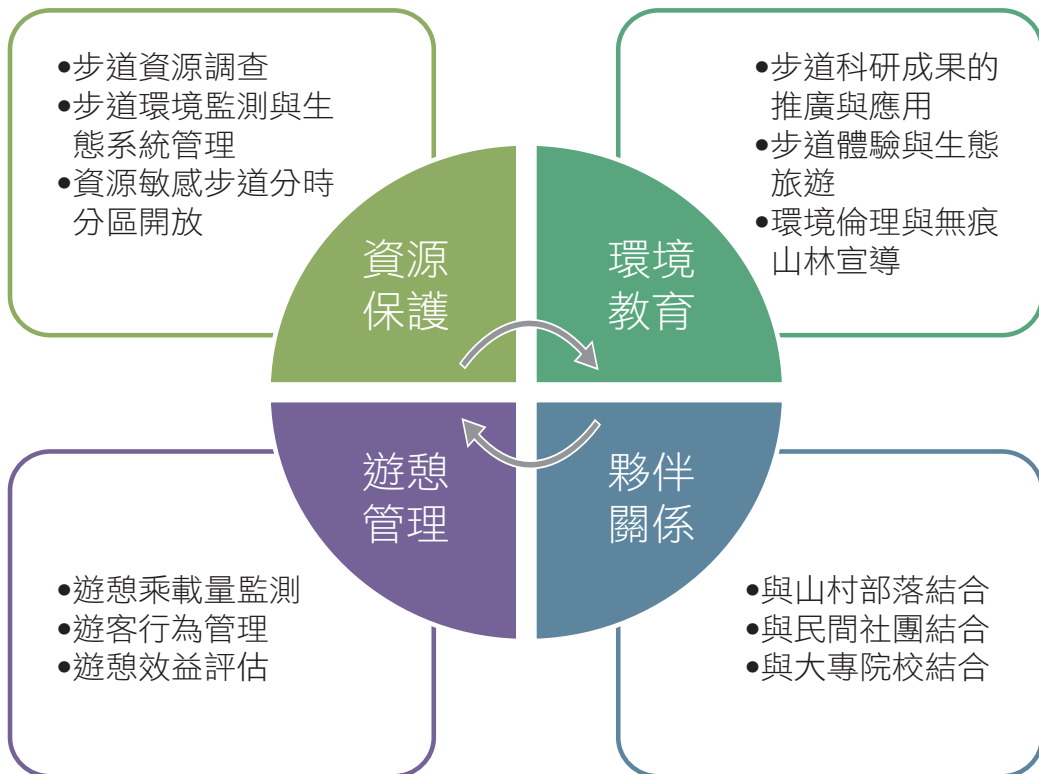 •步道資源調查
•步道環境監測與生
態系統管理
•資源敏感步道分時
分區開放
•步道科研成果的
推廣與應用
•步道體驗與生態
旅遊
•環境倫理與無痕
山林宣導
資源
保護
環境
教育
遊憩
管理
夥伴
關係
•遊憩乘載量監測
•遊客行為管理
•遊憩效益評估
•與山村部落結合
•與民間社團結合
•與大專院校結合